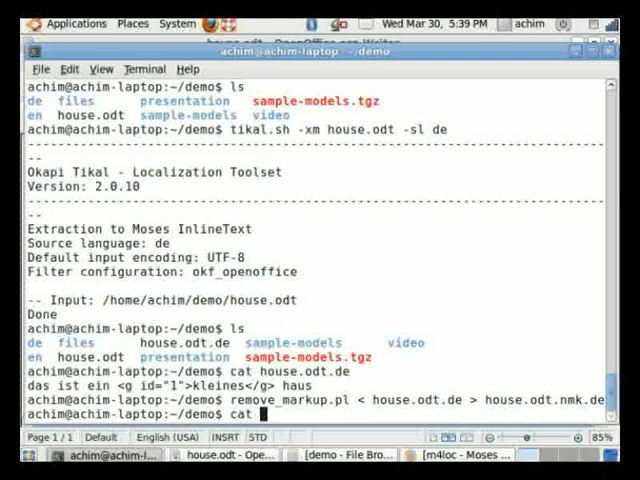 Applications Places System Wed Mar 30, 5:39 PM achim
achim@achim-laptop: ~/demo
File Edit View Terminal Help
achim@achim-laptop:~/demo$ ls
de files presentation sample-models.tgz
en house.odt sample-models video
achim@achim-laptop:~/demo$ tikal.sh -xm house.odt -sl de
-------------------------------------------------------------------------------
--
Okapi Tikal - Localization Toolset
Version: 2.0.10
-------------------------------------------------------------------------------
--
Extraction to Moses InlineText
Source language: de
Default input encoding: UTF-8
Filter configuration: okf_openoffice
-- Input: /home/achim/demo/house.odt
Done
achim@achim-laptop:~/demo$ ls
de files house.odt.de sample-models video
en house.odt presentation sample-models.tgz
achim@achim-laptop:~/demo$ cat house.odt.de
das ist ein <g id="1">kleines</g> haus
achim@achim-laptop:~/demo$ remove_markup.pl < house.odt.de > house.odt.nmk.de
achim@achim-laptop:~/demo$ cat
Page 1 / 1 Default English (USA) INSRT STD 85%
achim@achim-l... house.odt - Ope... [demo - File Bro... [m4loc - Moses ...